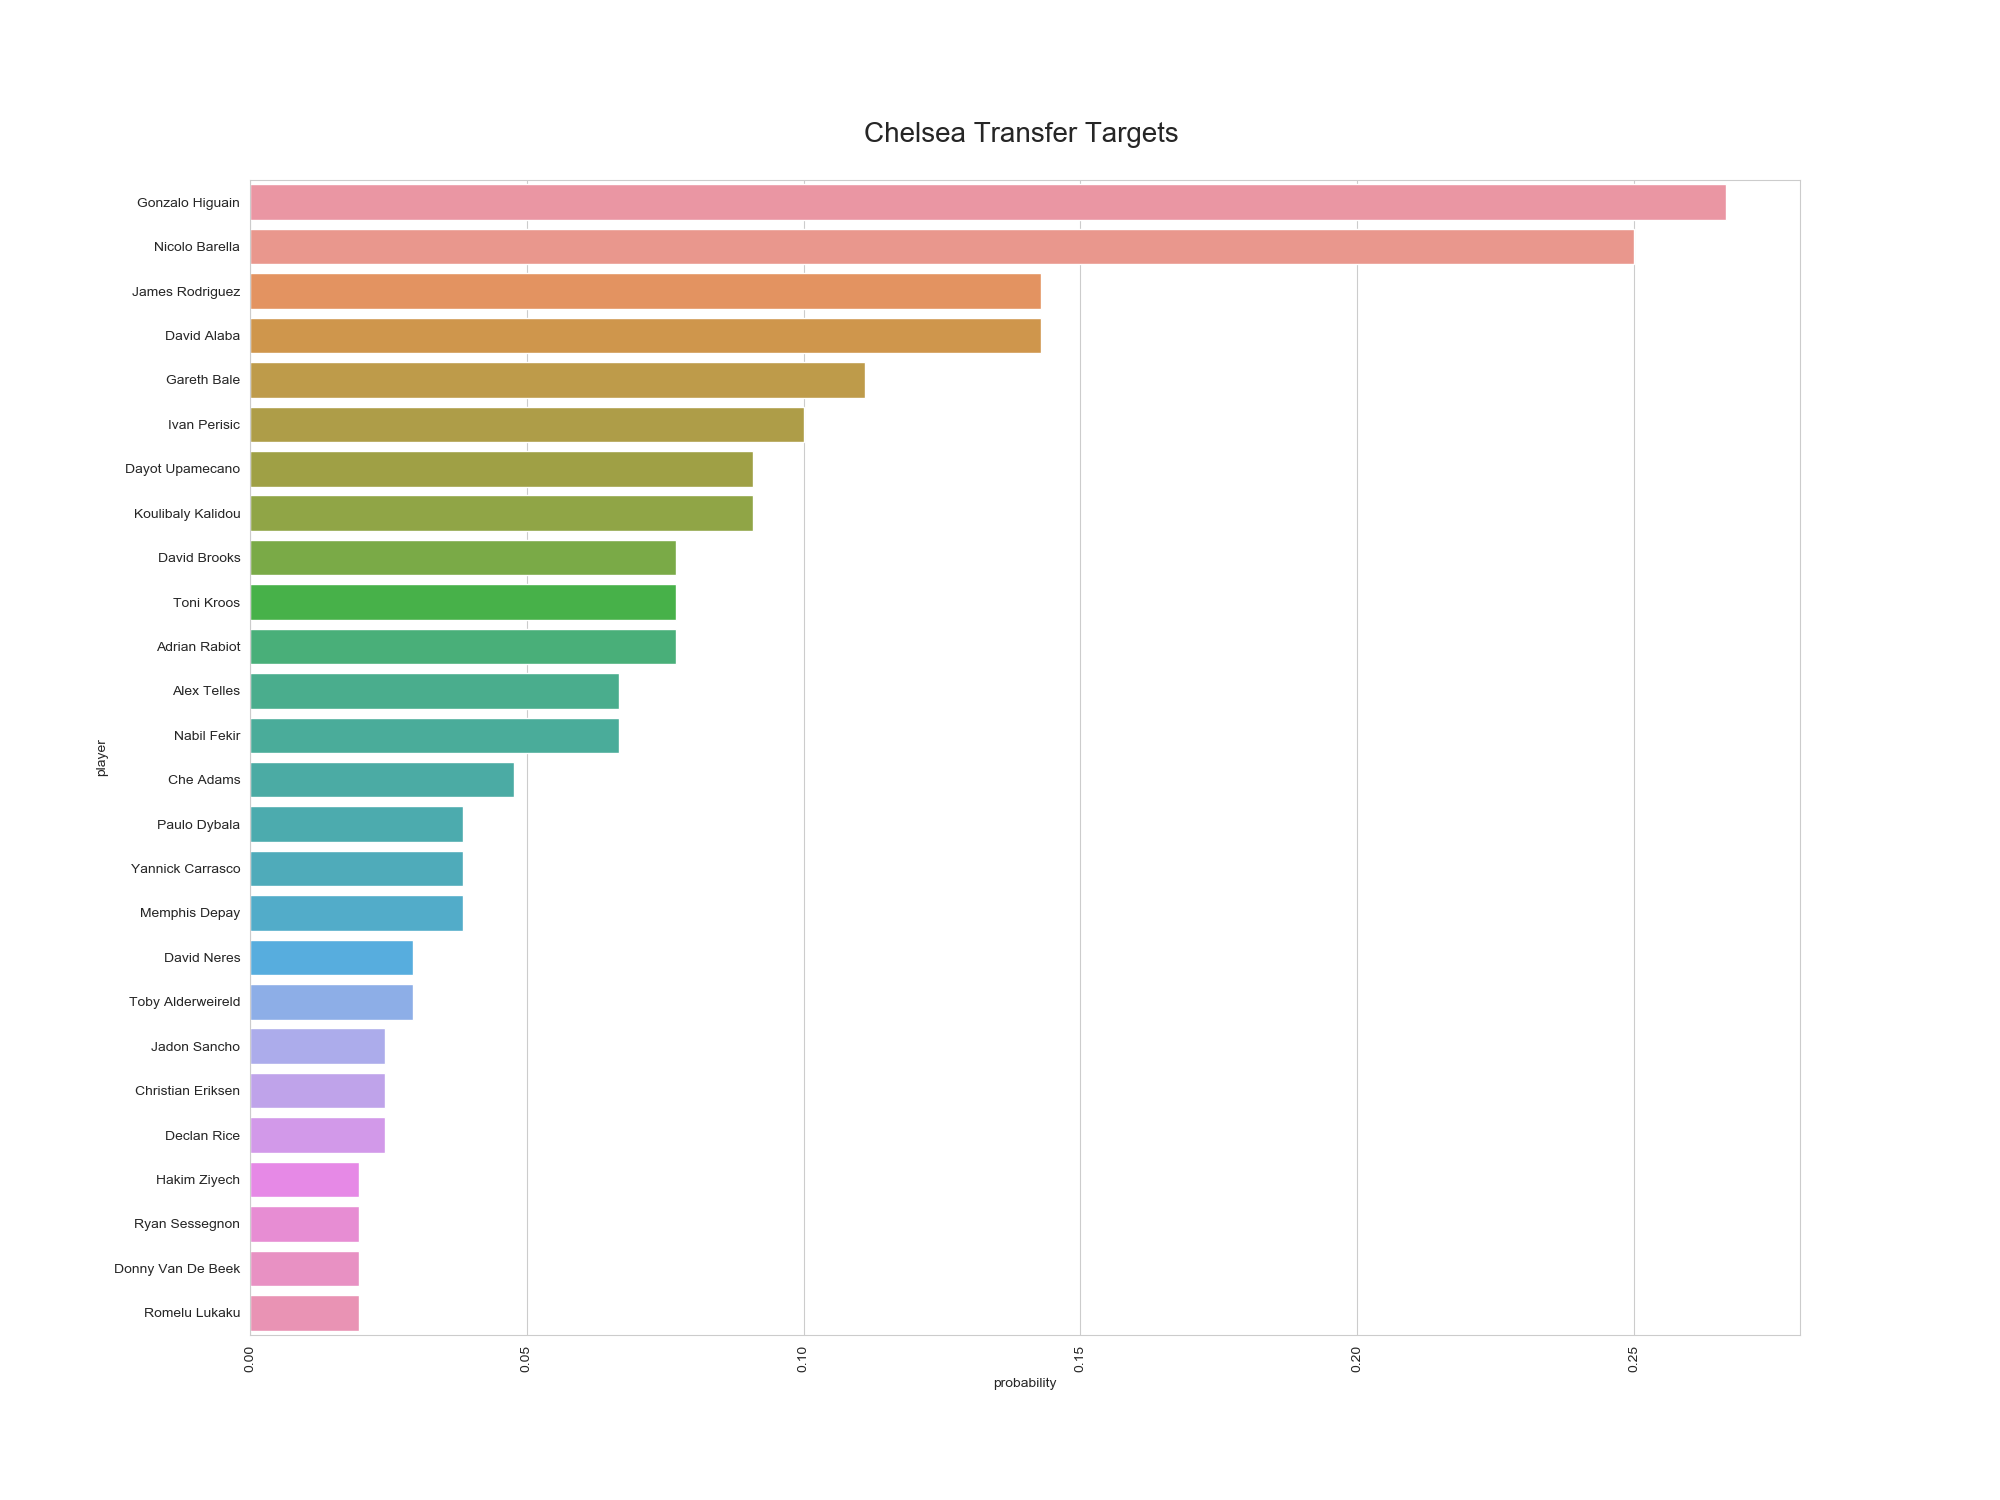 Chelsea Transfer Targets
Gonzalo Higuain
Nicolo Barella
James Rodriguez
David Alaba
Gareth Bale
Ivan Perisic
Dayot Upamecano
Koulibaly Kalidou
David Brooks
Toni Kroos
Adrian Rabiot
Alex Telles
Nabil Fekir
Che Adams
Paulo Dybala
Yannick Carrasco
Memphis Depay
David Neres
Toby Alderweireld
Jadon Sancho
Christian Eriksen
Declan Rice
Hakim Ziyech
Ryan Sessegnon
Donny Van De Beek
Romelu Lukaku
player
0.00 0.05 0.10 0.15 0.20 0.25
probability